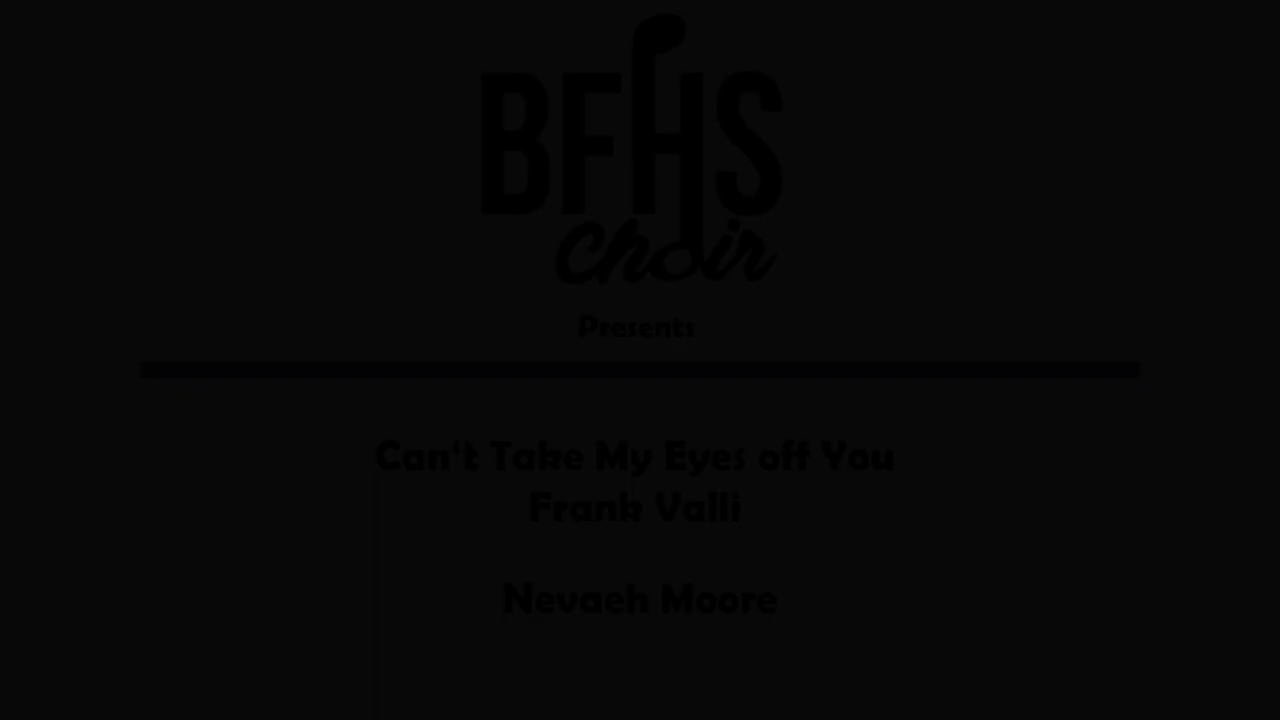 BFHS
Choir
Presents
Can't Take My Eyes off You
Frank Valli
Nevaeh Moore